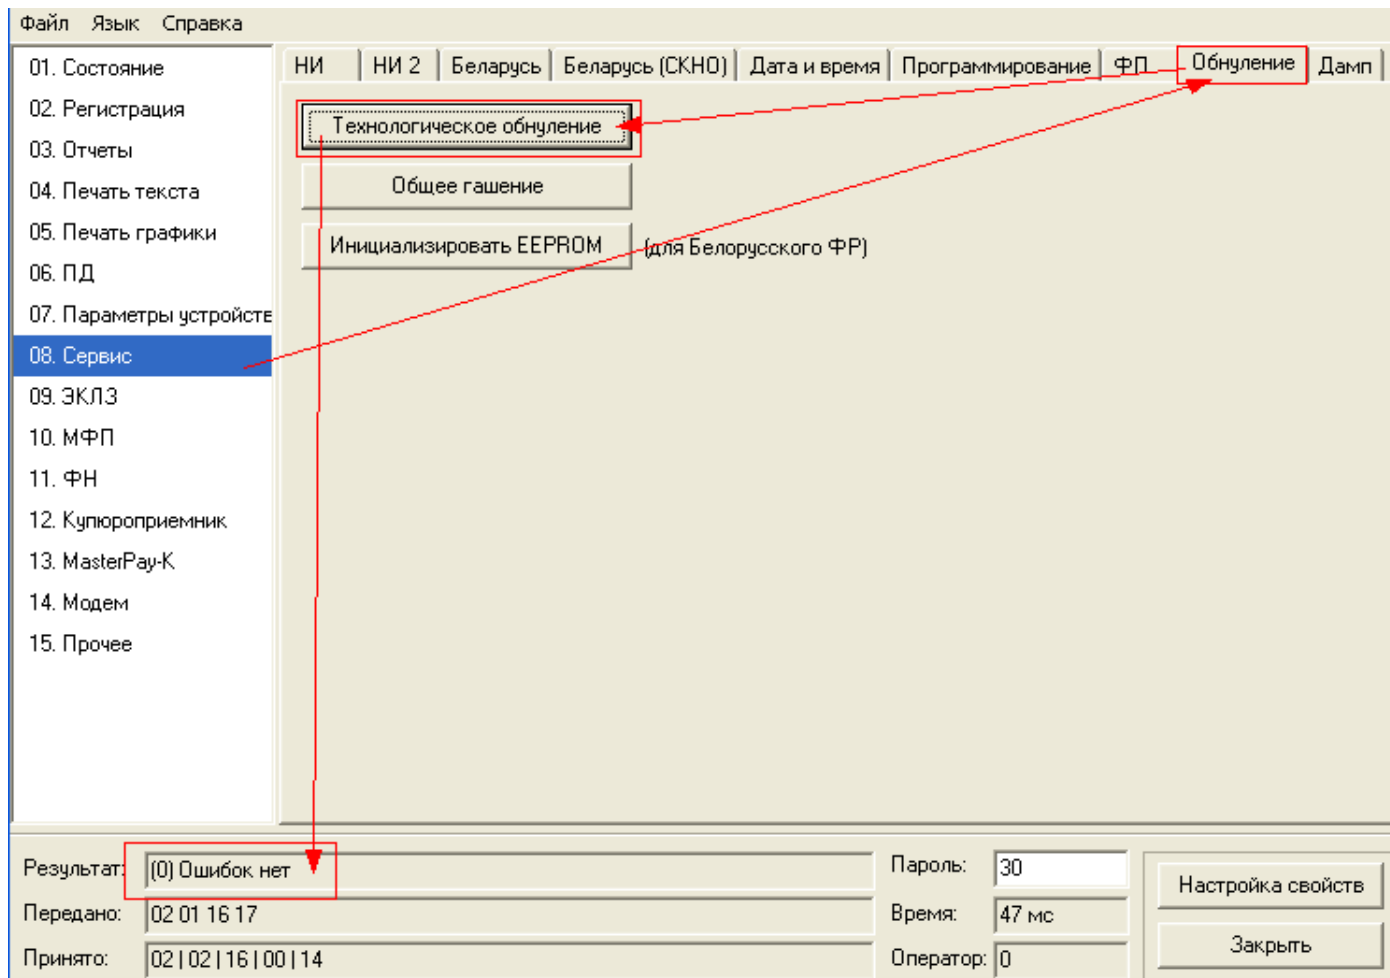 Файл Язык Справка
01. Состояние
02. Регистрация
03. Отчеты
04. Печать текста
05. Печать графики
06. ПД
07. Параметры устройств
08. Сервис
09. ЭКЛЗ
10. МФП
11. ФН
12. Купюроприемник
13. MasterPay-K
14. Модем
15. Прочее
НИ НИ 2 Беларусь Беларусь (СКНО) Дата и время Программирование ФП Обнуление Дамп
Технологическое обнуление
Общее гашение
Инициализировать EEPROM (для Белорусского ФР)
Результат: (0) Ошибок нет
Передано: 02 01 16 17
Принято: 02 | 02 | 16 | 00 | 14
Пароль: 30
Время: 47 мс
Оператор: 0
Настройка свойств
Закрыть